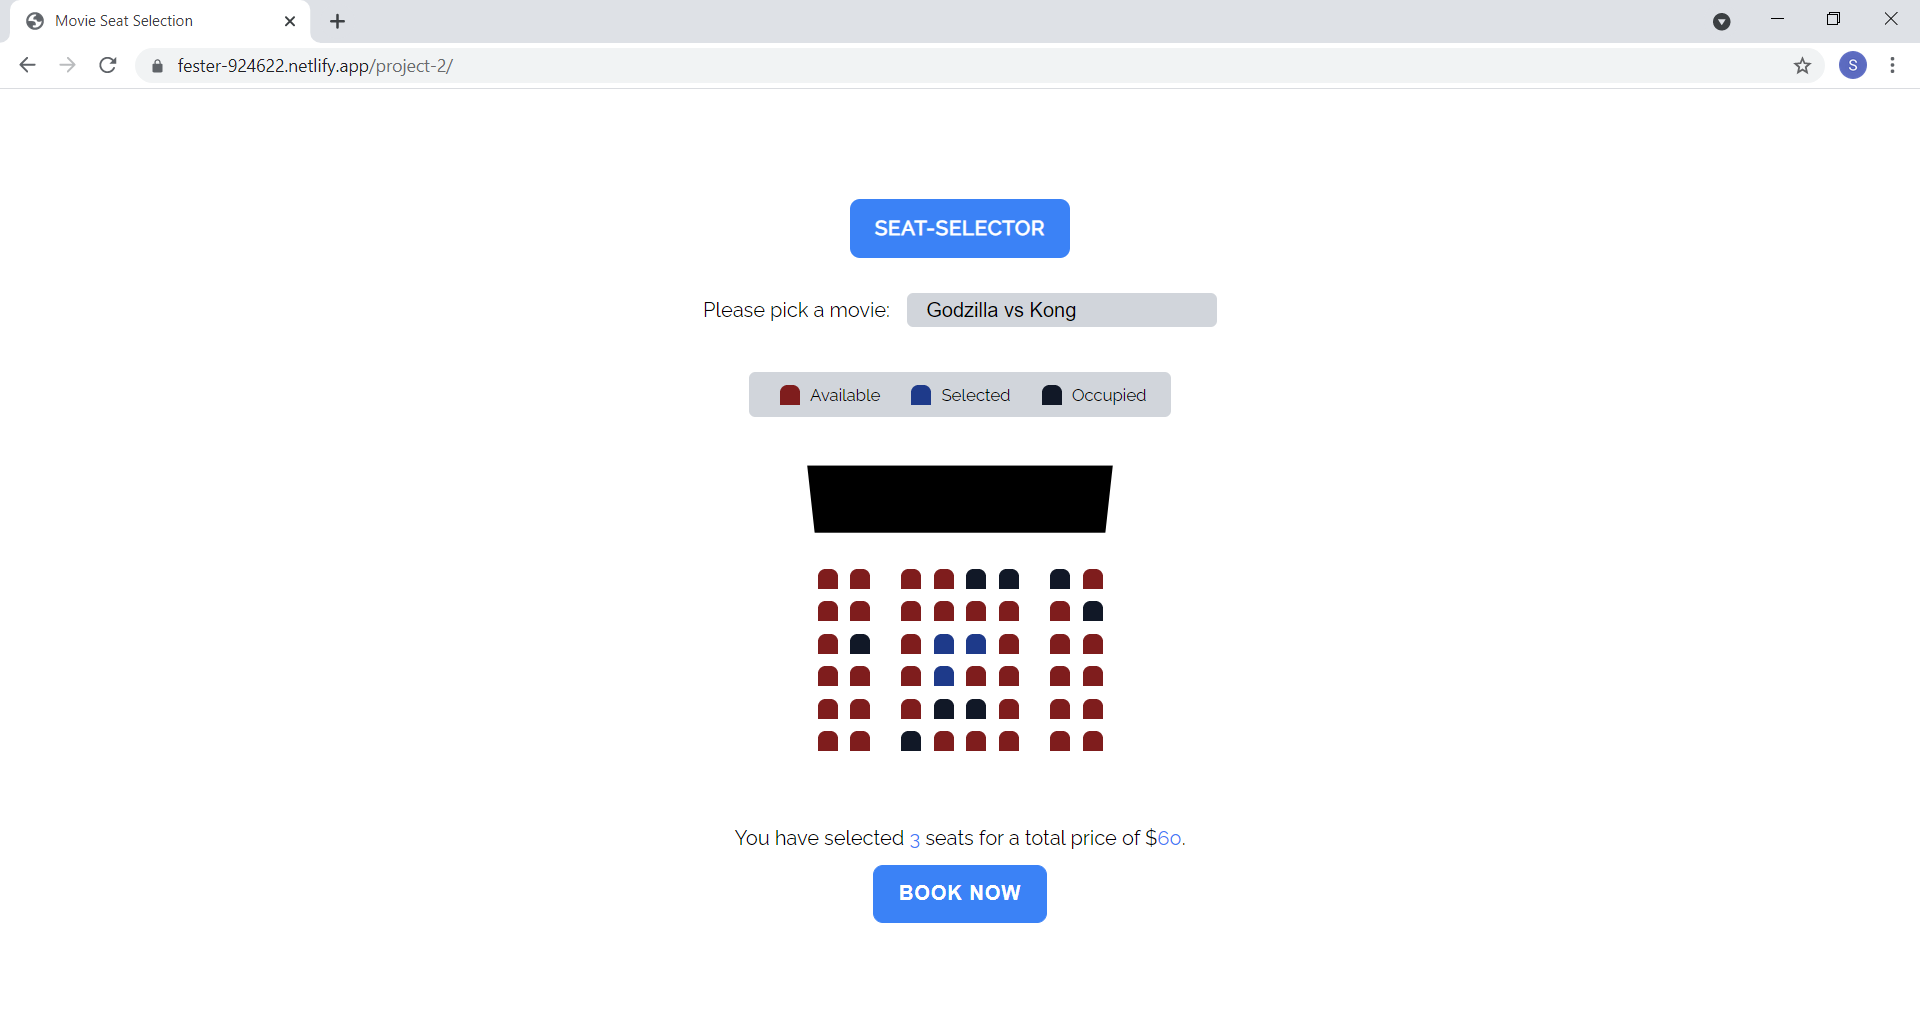 Movie Seat Selection
fester-924622.netlify.app/project-2/
S
SEAT-SELECTOR
Please pick a movie: Godzilla vs Kong
Available Selected Occupied
You have selected 3 seats for a total price of $60.
BOOK NOW